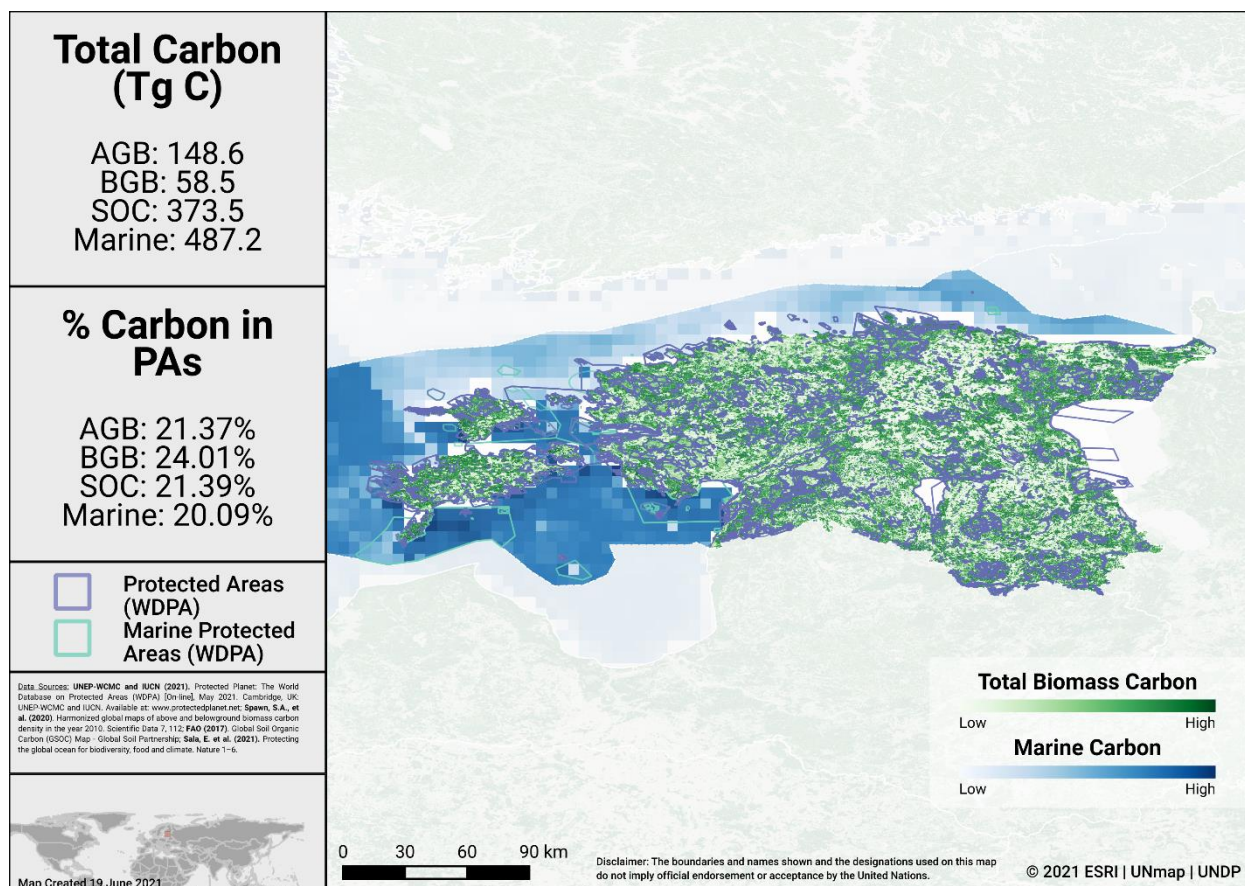 Total Carbon
(Tg C)
AGB: 148.6
BGB: 58.5
SOC: 373.5
Marine: 487.2
% Carbon in
PAs
AGB: 21.37%
BGB: 24.01%
SOC: 21.39%
Marine: 20.09%
Protected Areas
(WDPA)
Marine Protected
Areas (WDPA)
Data Sources: UNEP-WCMC and IUCN (2021). Protected Planet: The World
Database on Protected Areas (WDPA) [On-line], May 2021. Cambridge, UK:
UNEP-WCMC and IUCN. Available at: www.protectedplanet.net; Spawn, S.A., et
al. (2020). Harmonized global maps of above and belowground biomass carbon
density in the year 2010. Scientific Data 7, 112; FAO (2017). Global Soil Organic
Carbon (GSOC) Map - Global Soil Partnership; Sala, E. et al. (2021). Protecting
the global ocean for biodiversity, food and climate. Nature 1–6.
Map Created 19 June 2021
Total Biomass Carbon
Low High
Marine Carbon
Low High
0 30 60 90 km
Disclaimer: The boundaries and names shown and the designations used on this map
do not imply official endorsement or acceptance by the United Nations.
© 2021 ESRI | UNmap | UNDP